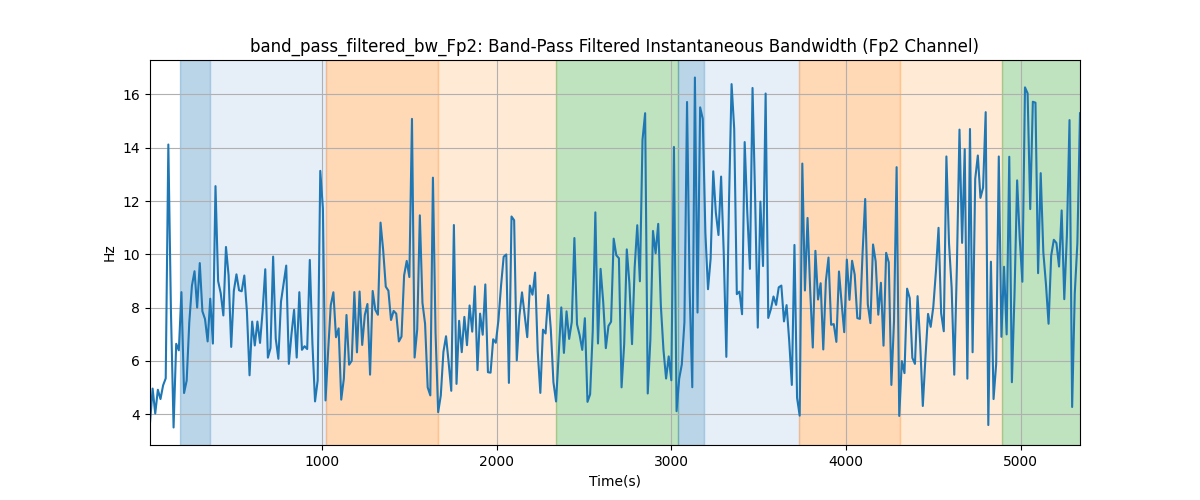 band_pass_filtered_bw_Fp2: Band-Pass Filtered Instantaneous Bandwidth (Fp2 Channel)
16
14
12
10
8
6
4
Hz
1000 2000 3000 4000 5000
Time(s)